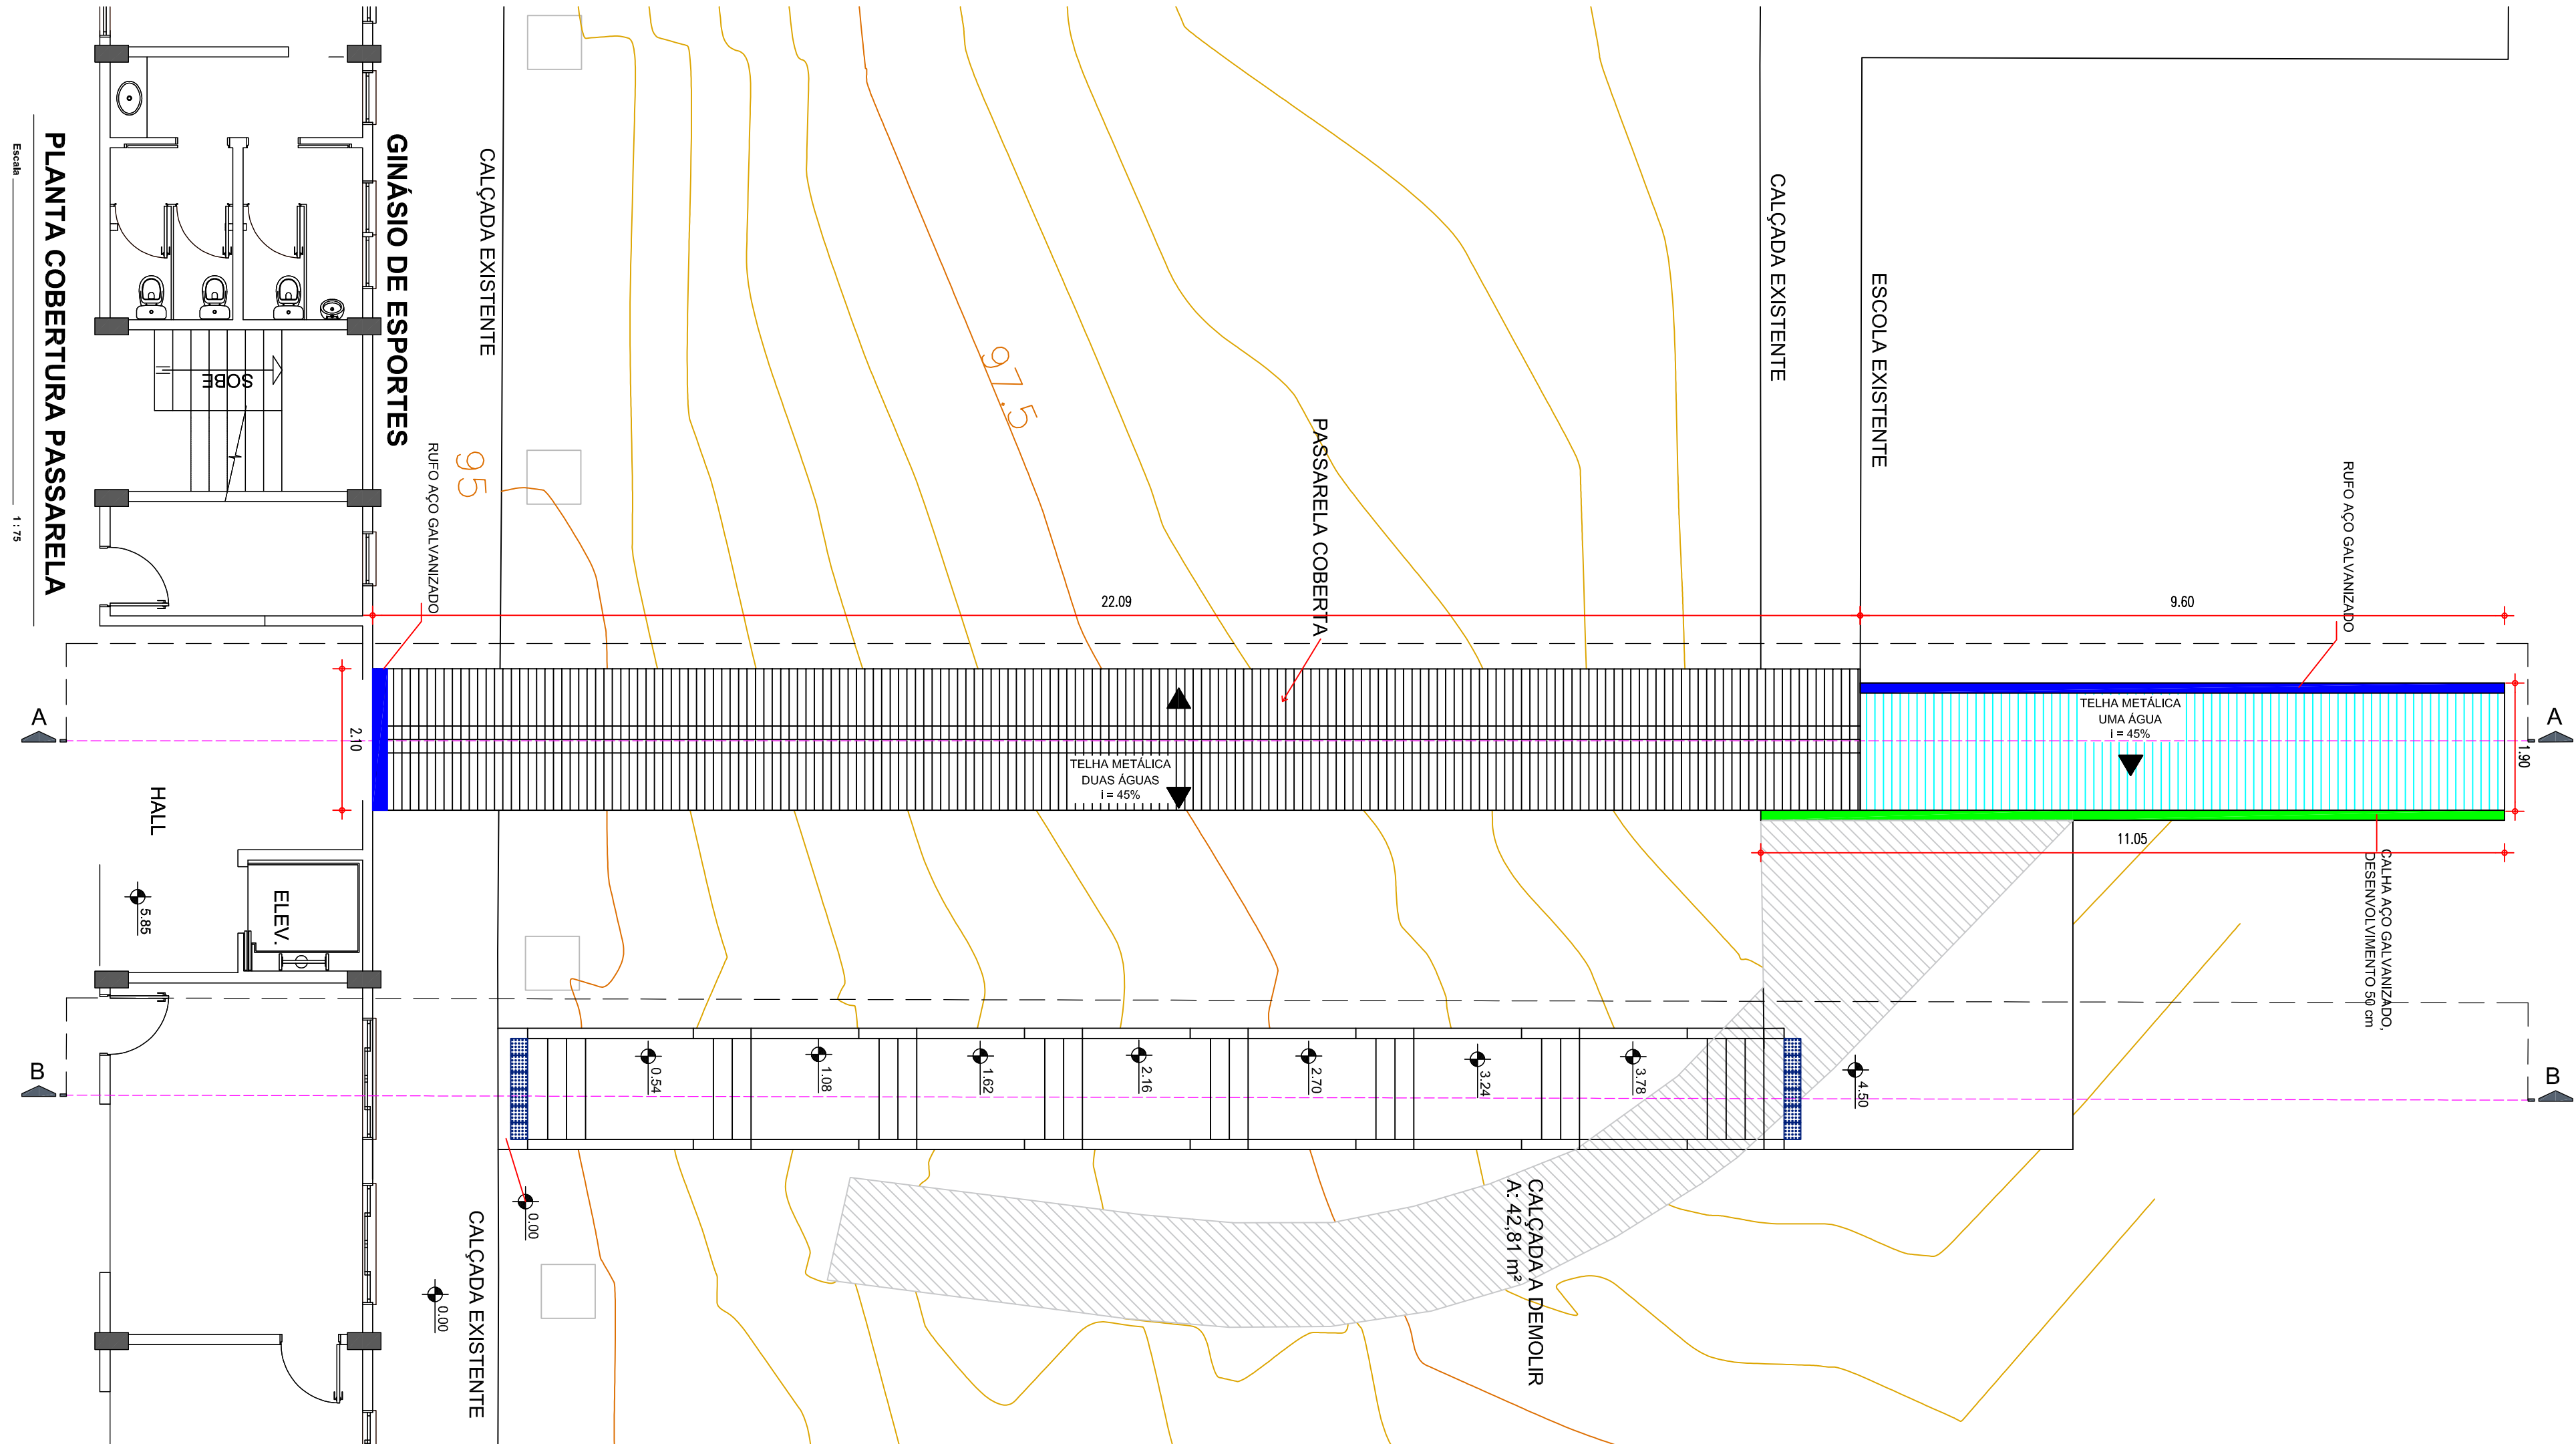 PLANTA COBERTURA PASSARELA
Escala
1 : 75
GINÁSIO DE ESPORTES
CALÇADA EXISTENTE
SOBE
RUFO AÇO GALVANIZADO
95
97.5
PASSARELA COBERTA
CALÇADA EXISTENTE
ESCOLA EXISTENTE
RUFO AÇO GALVANIZADO
22.09
9.60
A
2.10
TELHA METÁLICA
DUAS ÁGUAS
i = 45%
TELHA METÁLICA
UMA ÁGUA
i = 45%
A
1.90
HALL
11.05
CALHA AÇO GALVANIZADO,
DESENVOLVIMENTO 50 cm
5.85
ELEV.
B
0.54
1.08
1.62
2.16
2.70
3.24
3.78
4.50
B
0.00
0.00
CALÇADA EXISTENTE
CALÇADA A DEMOLIR
A: 42,81 m²